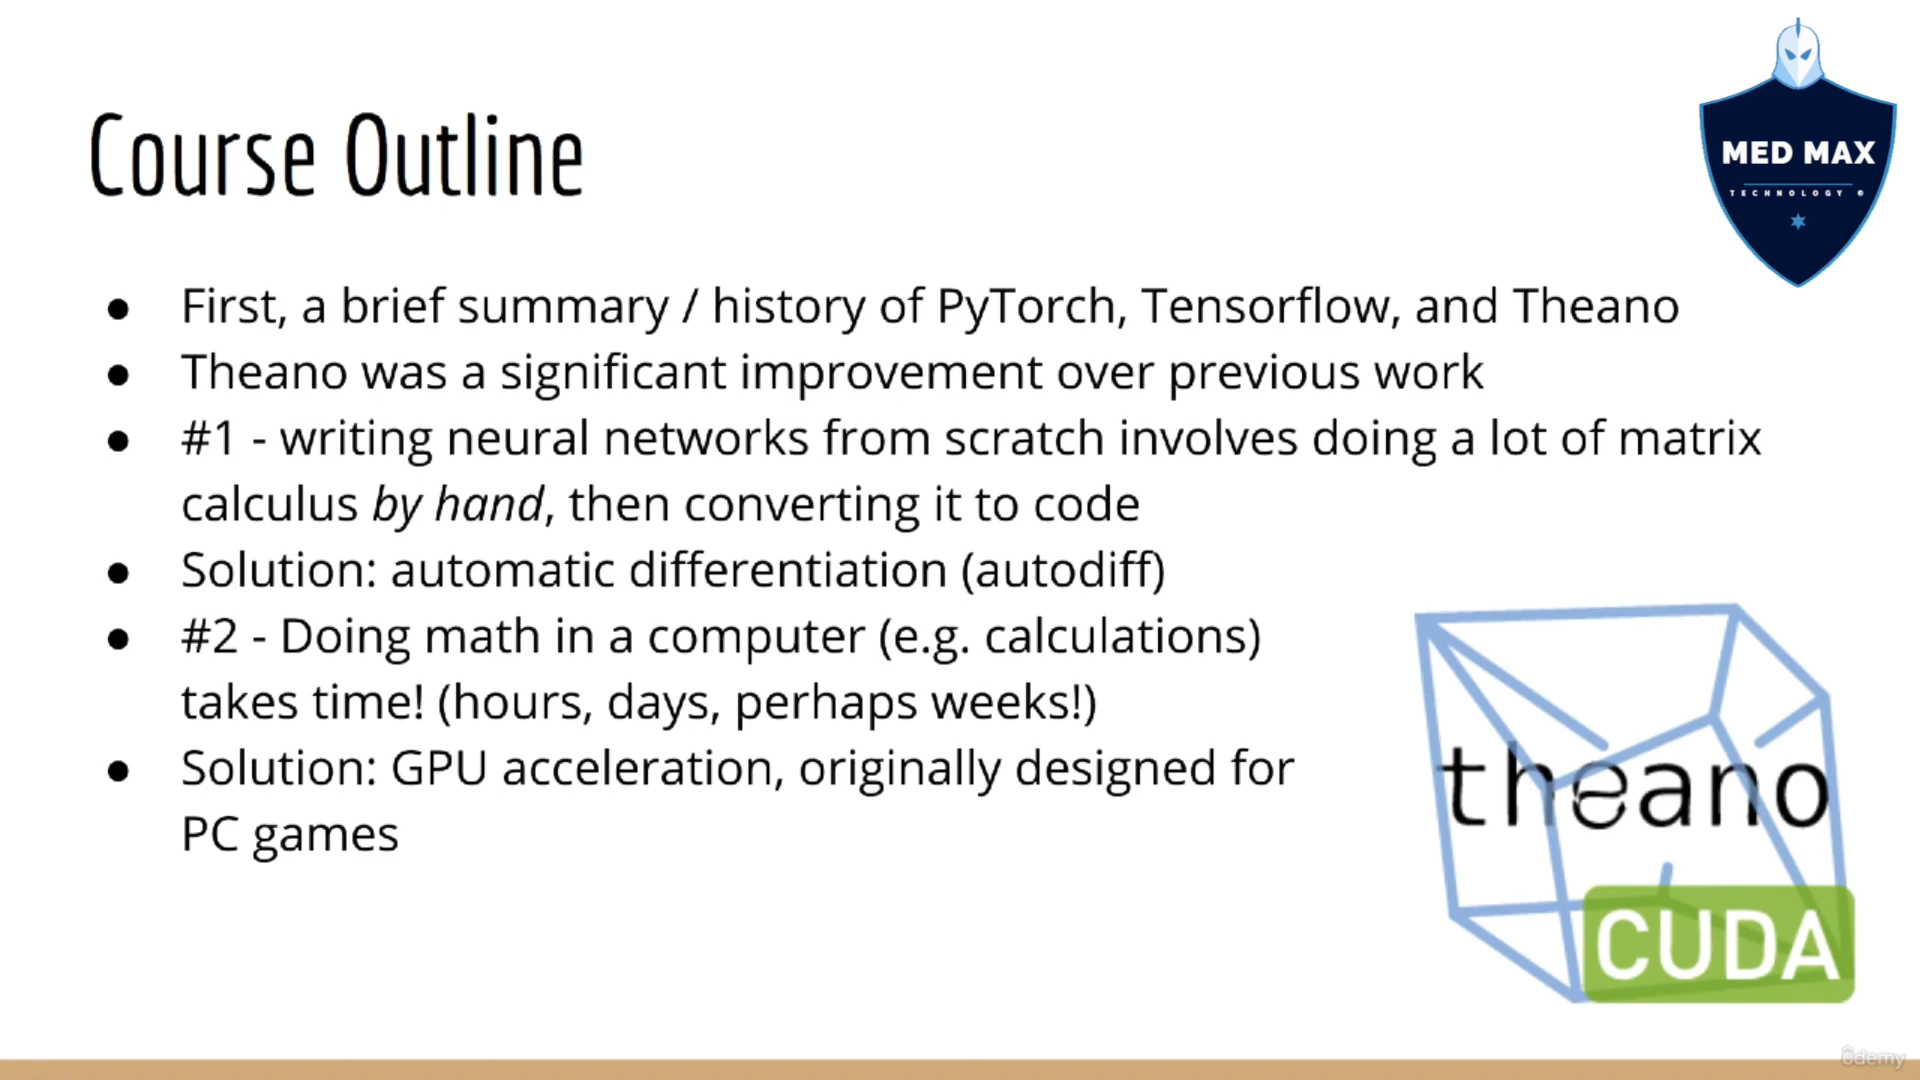 Course Outline
MED MAX
TECHNOLOGY ®
● First, a brief summary / history of PyTorch, Tensorflow, and Theano
● Theano was a significant improvement over previous work
● #1 - writing neural networks from scratch involves doing a lot of matrix
calculus by hand, then converting it to code
● Solution: automatic differentiation (autodiff)
● #2 - Doing math in a computer (e.g. calculations)
takes time! (hours, days, perhaps weeks!)
● Solution: GPU acceleration, originally designed for
PC games
theano
CUDA
ûdemy